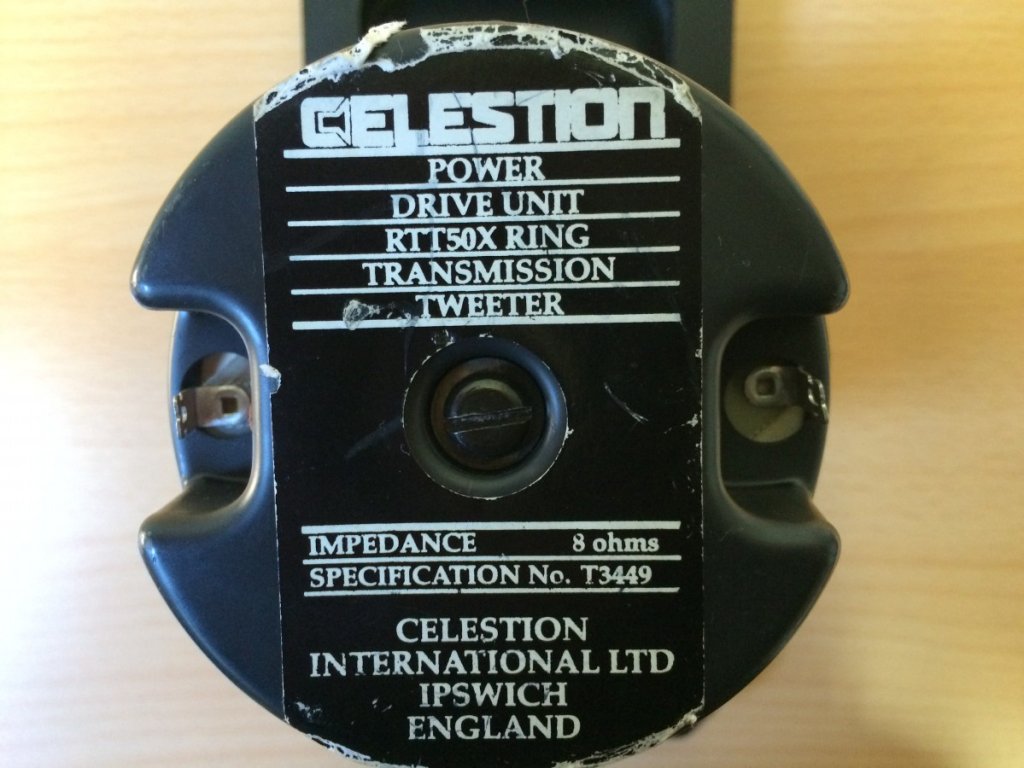 CELESTION
POWER
DRIVE UNIT
RTT50X RING
TRANSMISSION
TWEETER
IMPEDANCE 8 ohms
SPECIFICATION No. T3449
CELESTION
INTERNATIONAL LTD
IPSWICH
ENGLAND